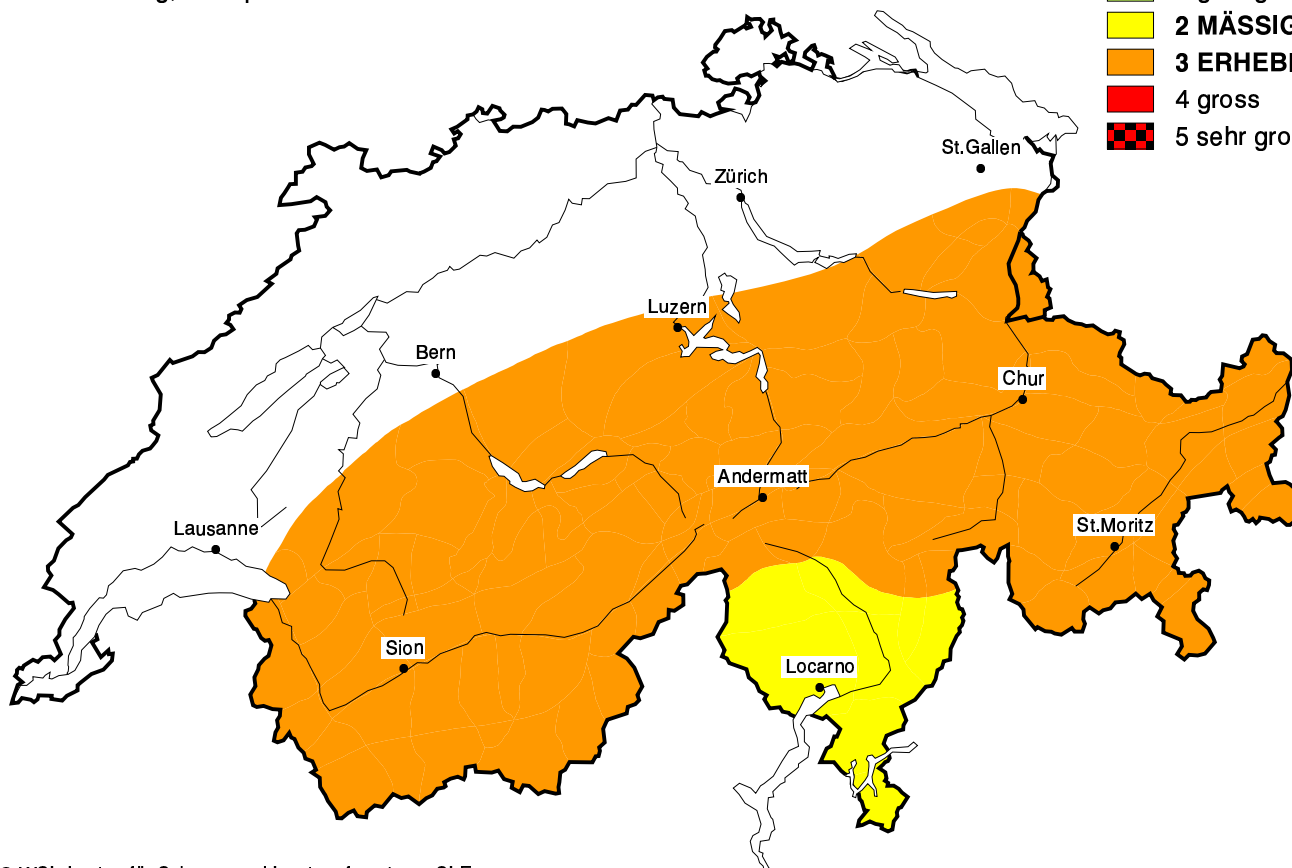 2 MÄSSIG
3 ERHEB
4 gross
5 sehr gro
St.Gallen
Zürich
Luzern
Bern
Chur
Andermatt
Lausanne
St.Moritz
Sion
Locarno